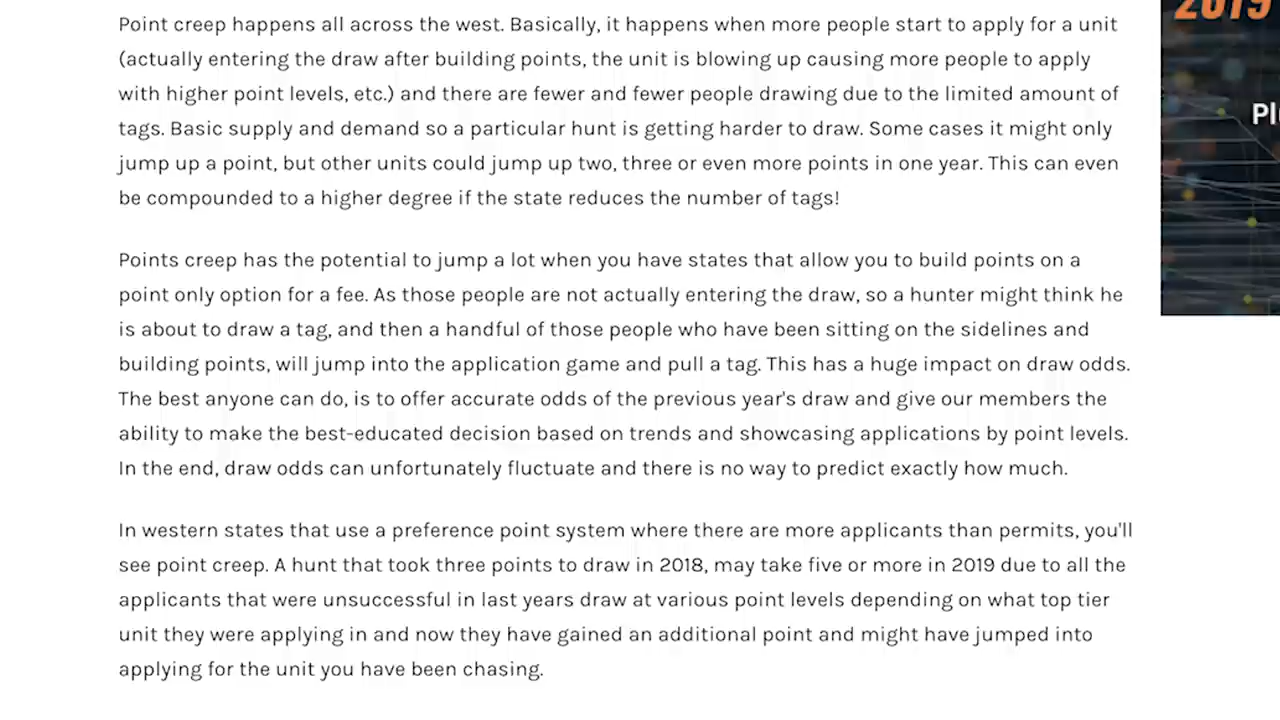 Point creep happens all across the west. Basically, it happens when more people start to apply for a unit
(actually entering the draw after building points, the unit is blowing up causing more people to apply
with higher point levels, etc.) and there are fewer and fewer people drawing due to the limited amount of
tags. Basic supply and demand so a particular hunt is getting harder to draw. Some cases it might only
jump up a point, but other units could jump up two, three or even more points in one year. This can even
be compounded to a higher degree if the state reduces the number of tags!
Points creep has the potential to jump a lot when you have states that allow you to build points on a
point only option for a fee. As those people are not actually entering the draw, so a hunter might think he
is about to draw a tag, and then a handful of those people who have been sitting on the sidelines and
building points, will jump into the application game and pull a tag. This has a huge impact on draw odds.
The best anyone can do, is to offer accurate odds of the previous year's draw and give our members the
ability to make the best-educated decision based on trends and showcasing applications by point levels.
In the end, draw odds can unfortunately fluctuate and there is no way to predict exactly how much.
In western states that use a preference point system where there are more applicants than permits, you'll
see point creep. A hunt that took three points to draw in 2018, may take five or more in 2019 due to all the
applicants that were unsuccessful in last years draw at various point levels depending on what top tier
unit they were applying in and now they have gained an additional point and might have jumped into
applying for the unit you have been chasing.
2019